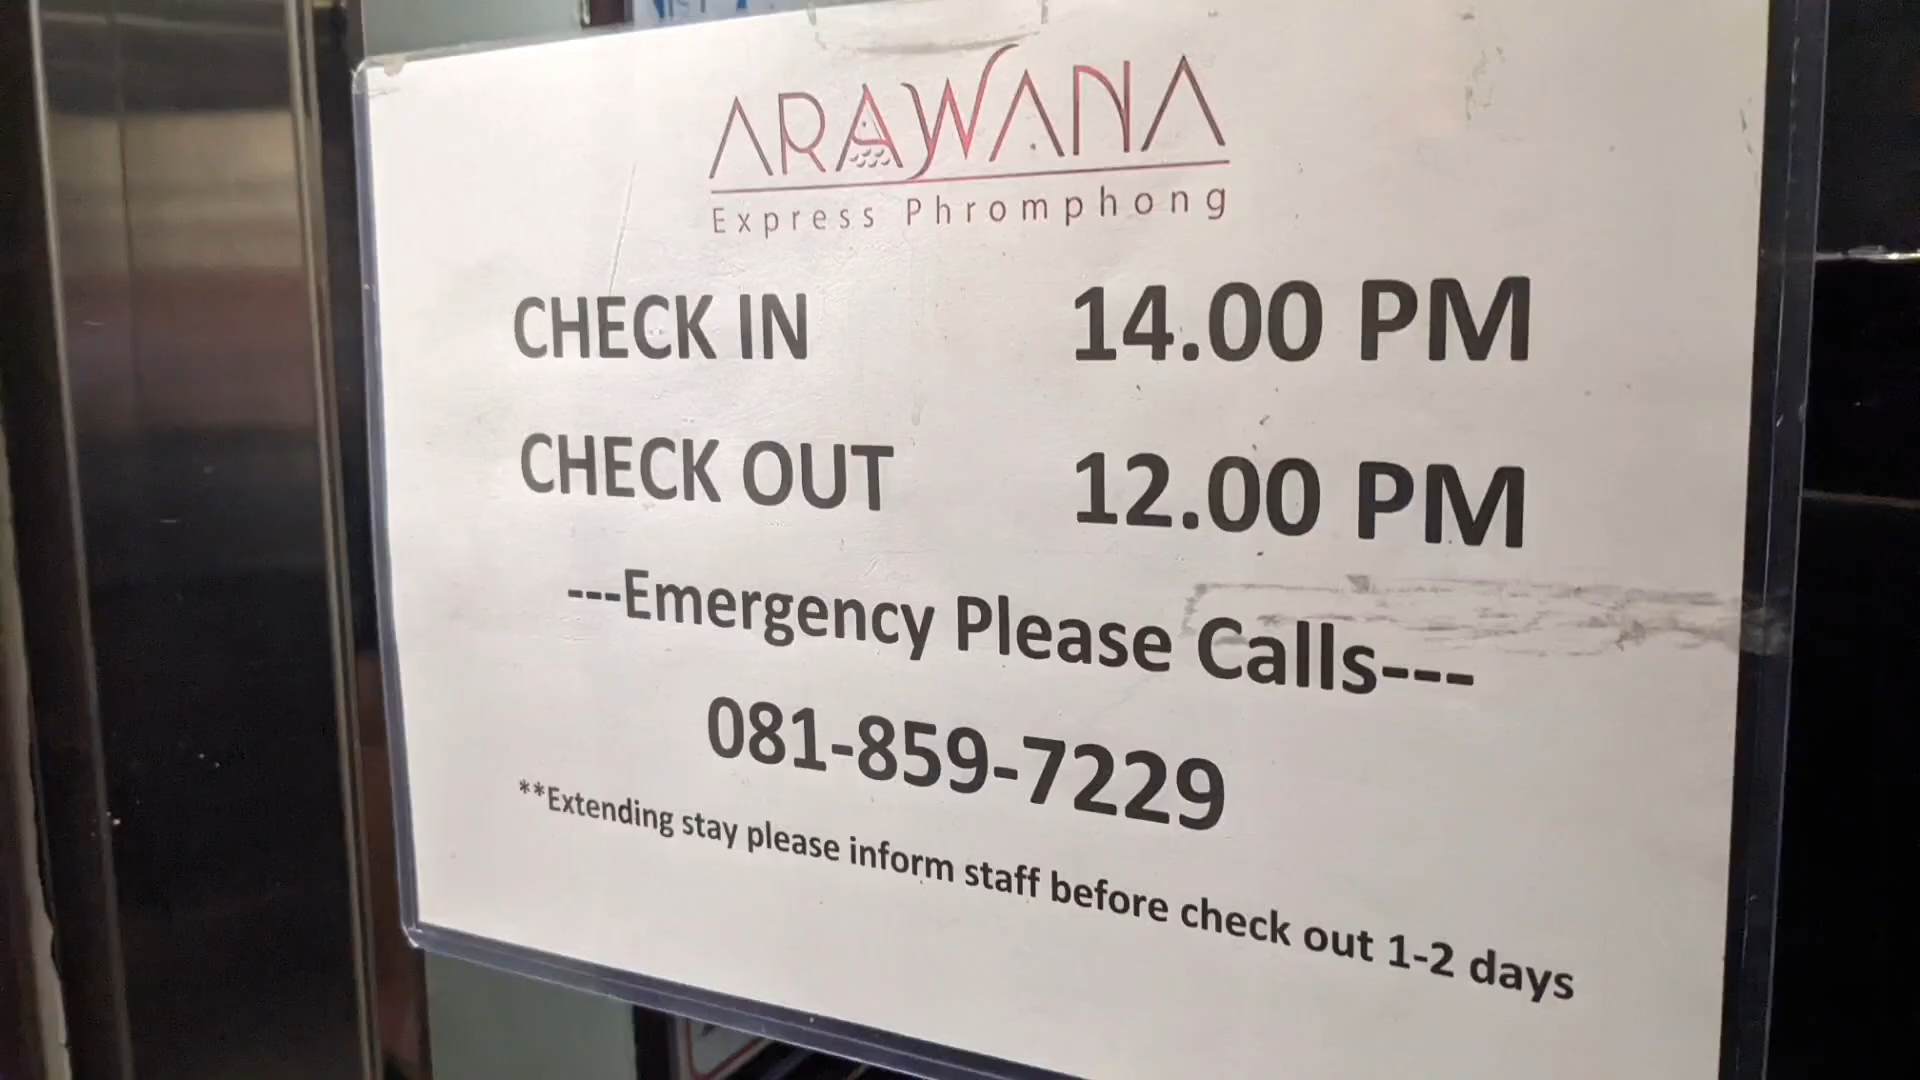 ARAWANA
Express Phromphong
CHECK IN 14.00 PM
CHECK OUT 12.00 PM
---Emergency Please Calls---
081-859-7229
**Extending stay please inform staff before check out 1-2 days